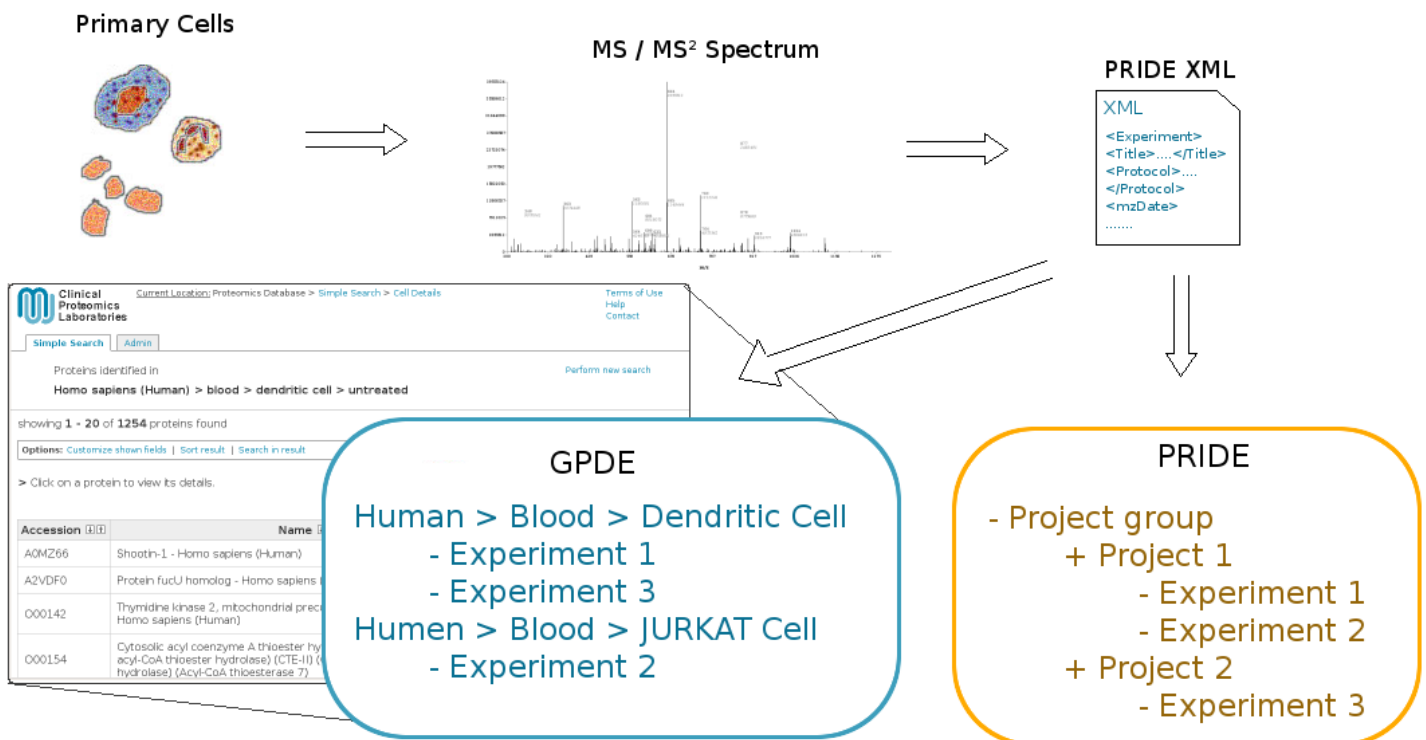 Primary Cells
MS / MS² Spectrum
PRIDE XML
XML
<Experiment>
<Title>....</Title>
<Protocol>....
</Protocol>
<mzDate>
.......
Clinical
Proteomics
Laboratories
Current Location: Proteomics Database > Simple Search > Cell Details
Terms of Use
Help
Contact
Simple Search
Admin
Proteins identified in
Perform new search
Homo sapiens (Human) > blood > dendritic cell > untreated
showing 1 - 20 of 1254 proteins found
Options: Customize shown fields | Sort result | Search in result
> Click on a protein to view its details.
Accession Name
A0MZ66 Shootin-1 - Homo sapiens (Human)
A2VDF0 Protein fucU homolog - Homo sapiens
O00142 Thymidine kinase 2, mitochondrial
Homo sapiens (Human)
O00154 Cytosolic acyl coenzyme A thioester
acyl-CoA thioester hydrolase) (CTE-II)
hydrolase) (Acyl-CoA thioesterase 7)
GPDE
Human > Blood > Dendritic Cell
- Experiment 1
- Experiment 3
Humen > Blood > JURKAT Cell
- Experiment 2
PRIDE
- Project group
+ Project 1
- Experiment 1
- Experiment 2
+ Project 2
- Experiment 3